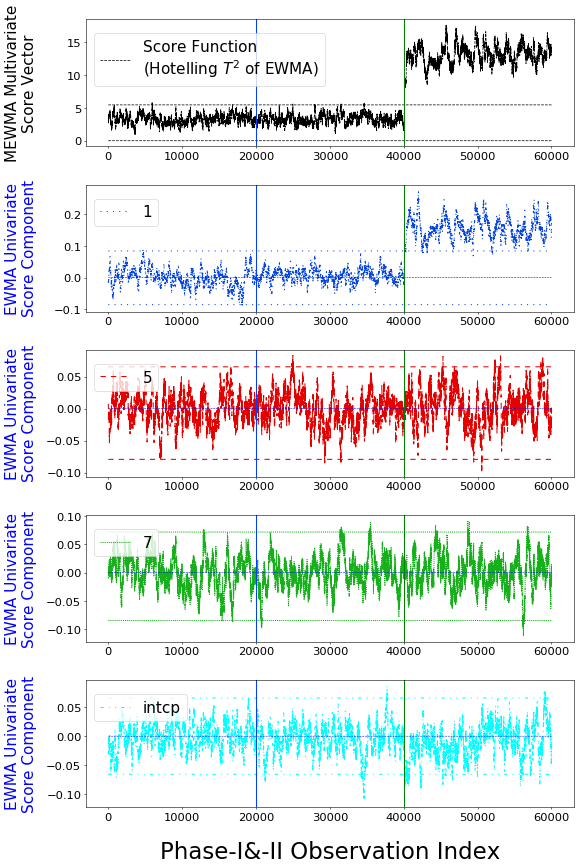 MEWMA Multivariate
Score Vector
Score Function
(Hotelling T² of EWMA)
15
10
5
0
0 10000 20000 30000 40000 50000 60000
EWMA Univariate
Score Component
1
0.2
0.1
0.0
−0.1
0 10000 20000 30000 40000 50000 60000
EWMA Univariate
Score Component
5
0.05
0.00
−0.05
−0.10
0 10000 20000 30000 40000 50000 60000
EWMA Univariate
Score Component
7
0.10
0.05
0.00
−0.05
−0.10
0 10000 20000 30000 40000 50000 60000
EWMA Univariate
Score Component
intcp
0.05
0.00
−0.05
−0.10
0 10000 20000 30000 40000 50000 60000
Phase-I&-II Observation Index